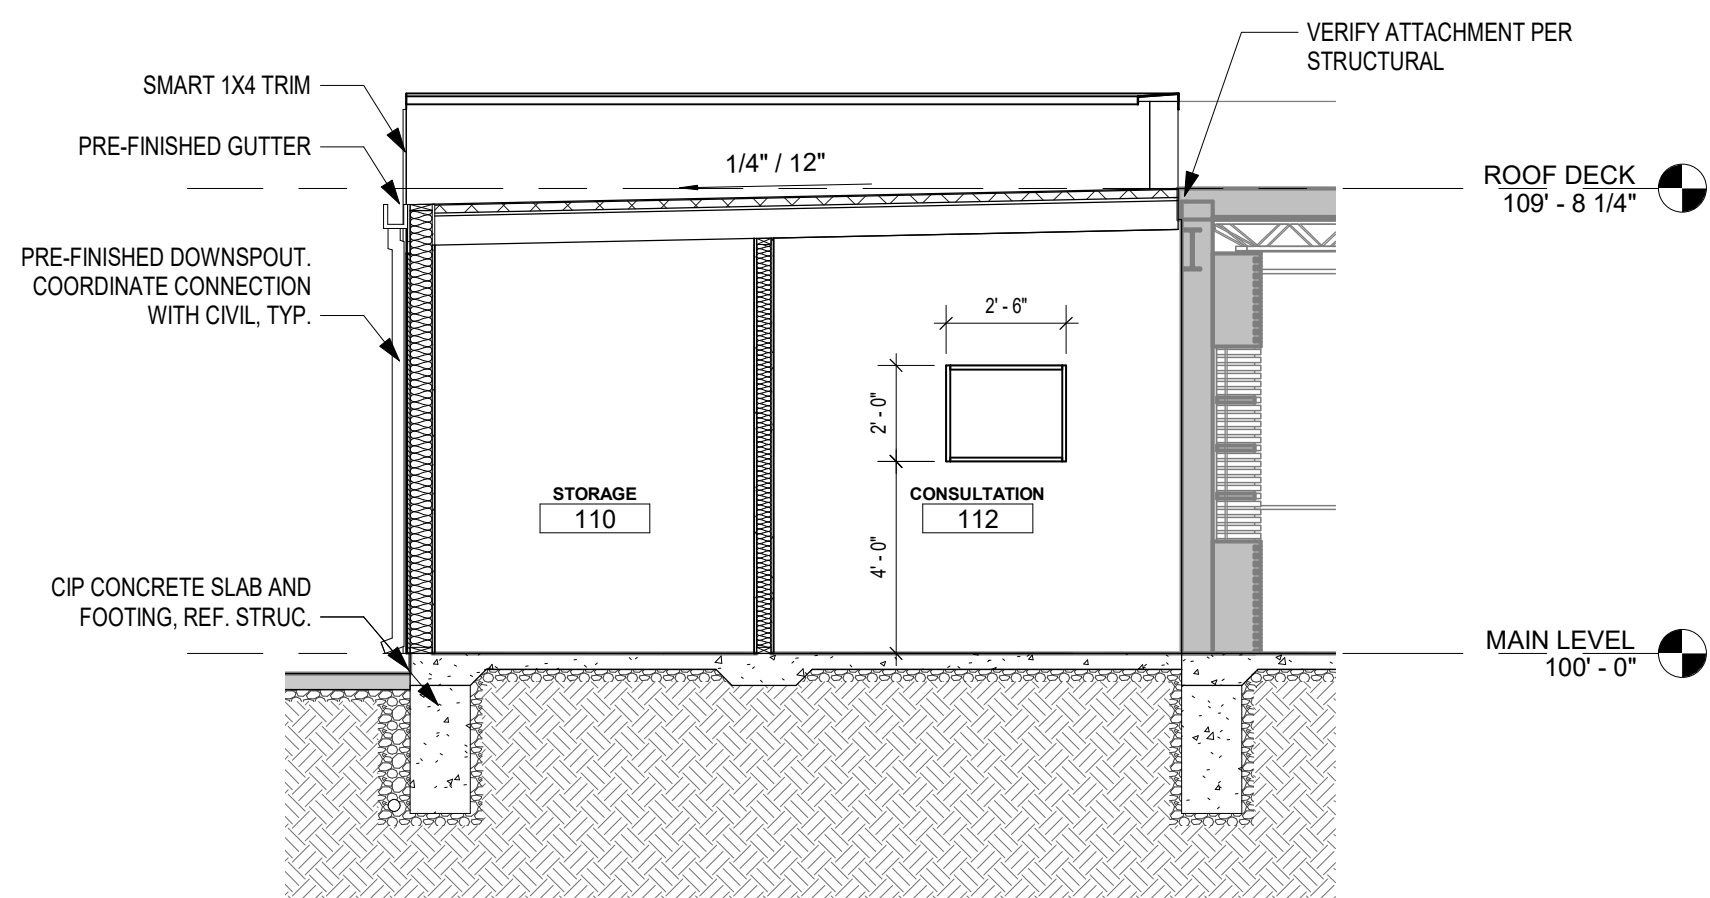 VERIFY ATTACHMENT PER
STRUCTURAL
SMART 1X4 TRIM
PRE-FINISHED GUTTER
1/4" / 12"
ROOF DECK
109' - 8 1/4"
PRE-FINISHED DOWNSPOUT.
COORDINATE CONNECTION
WITH CIVIL, TYP.
2' - 6"
2' - 0"
STORAGE
110
CONSULTATION
112
4' - 0"
CIP CONCRETE SLAB AND
FOOTING, REF. STRUC.
MAIN LEVEL
100' - 0"